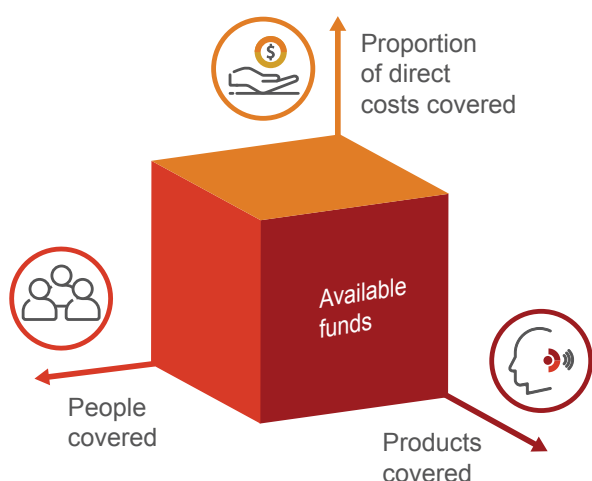 $
Proportion
of direct
costs covered
Available
funds
People
covered
Products
covered